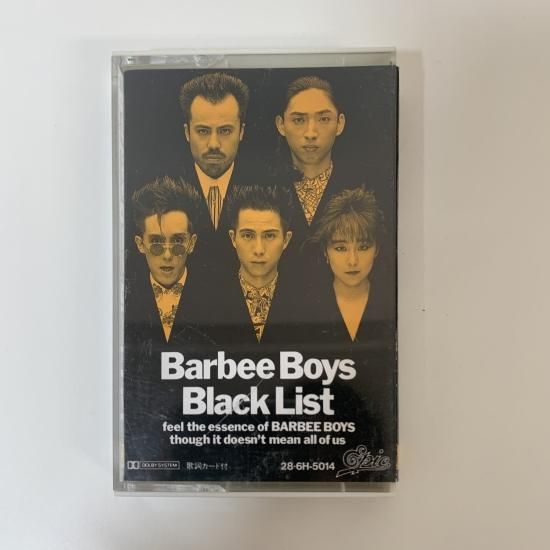 Barbee Boys
Black List
feel the essence of BARBEE BOYS
though it doesn't mean all of us
DOLBY SYSTEM 歌詞カード付 28·6H-5014 Epic